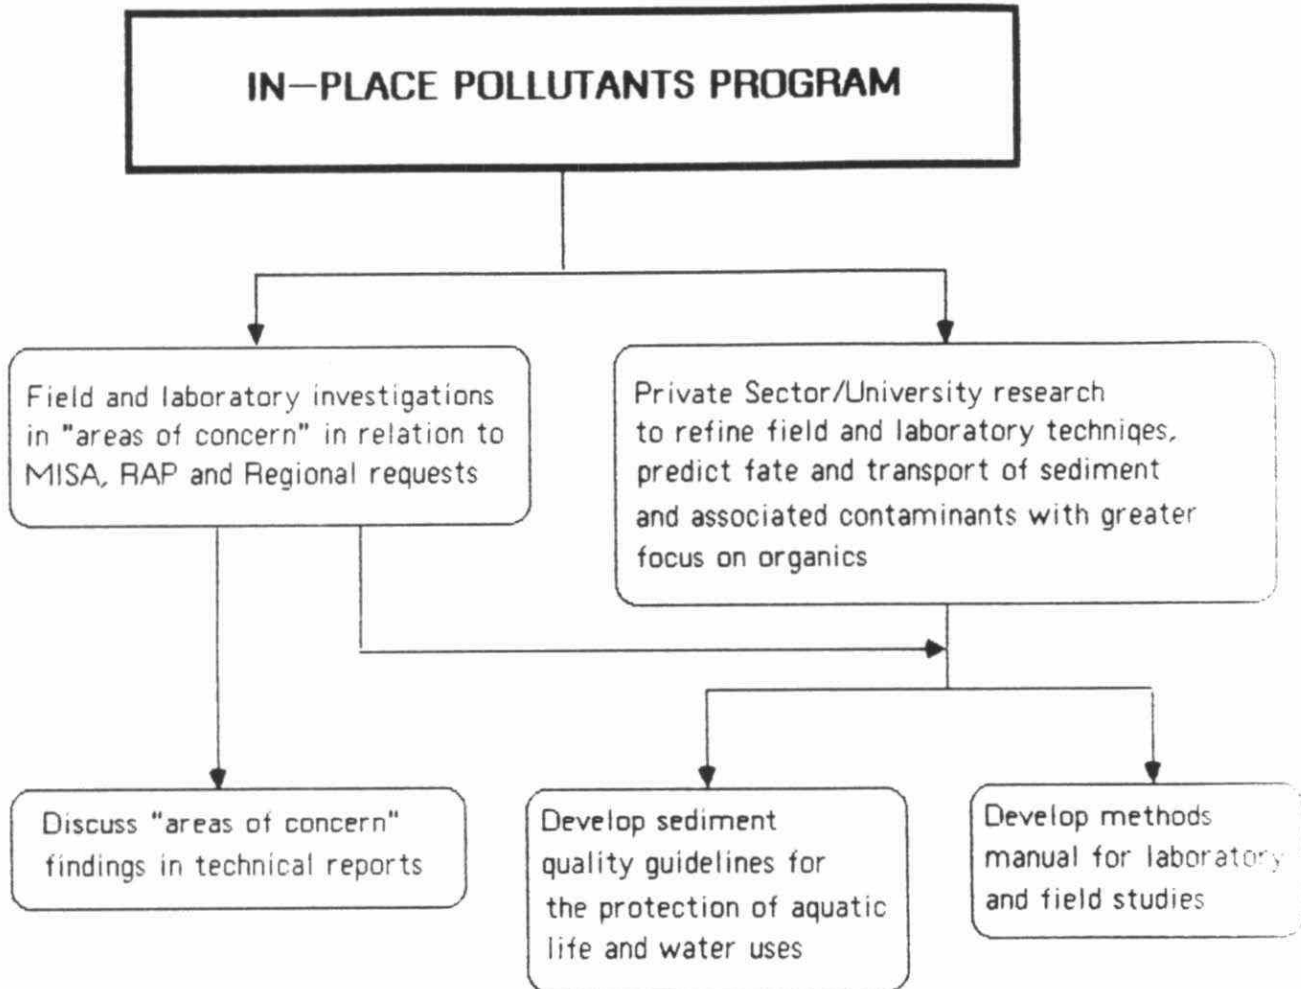 IN-PLACE POLLUTANTS PROGRAM
Field and laboratory investigations
in "areas of concern" in relation to
MISA, RAP and Regional requests
Private Sector/University research
to refine field and laboratory techniqes,
predict fate and transport of sediment
and associated contaminants with greater
focus on organics
Discuss "areas of concern"
findings in technical reports
Develop sediment
quality guidelines for
the protection of aquatic
life and water uses
Develop methods
manual for laboratory
and field studies